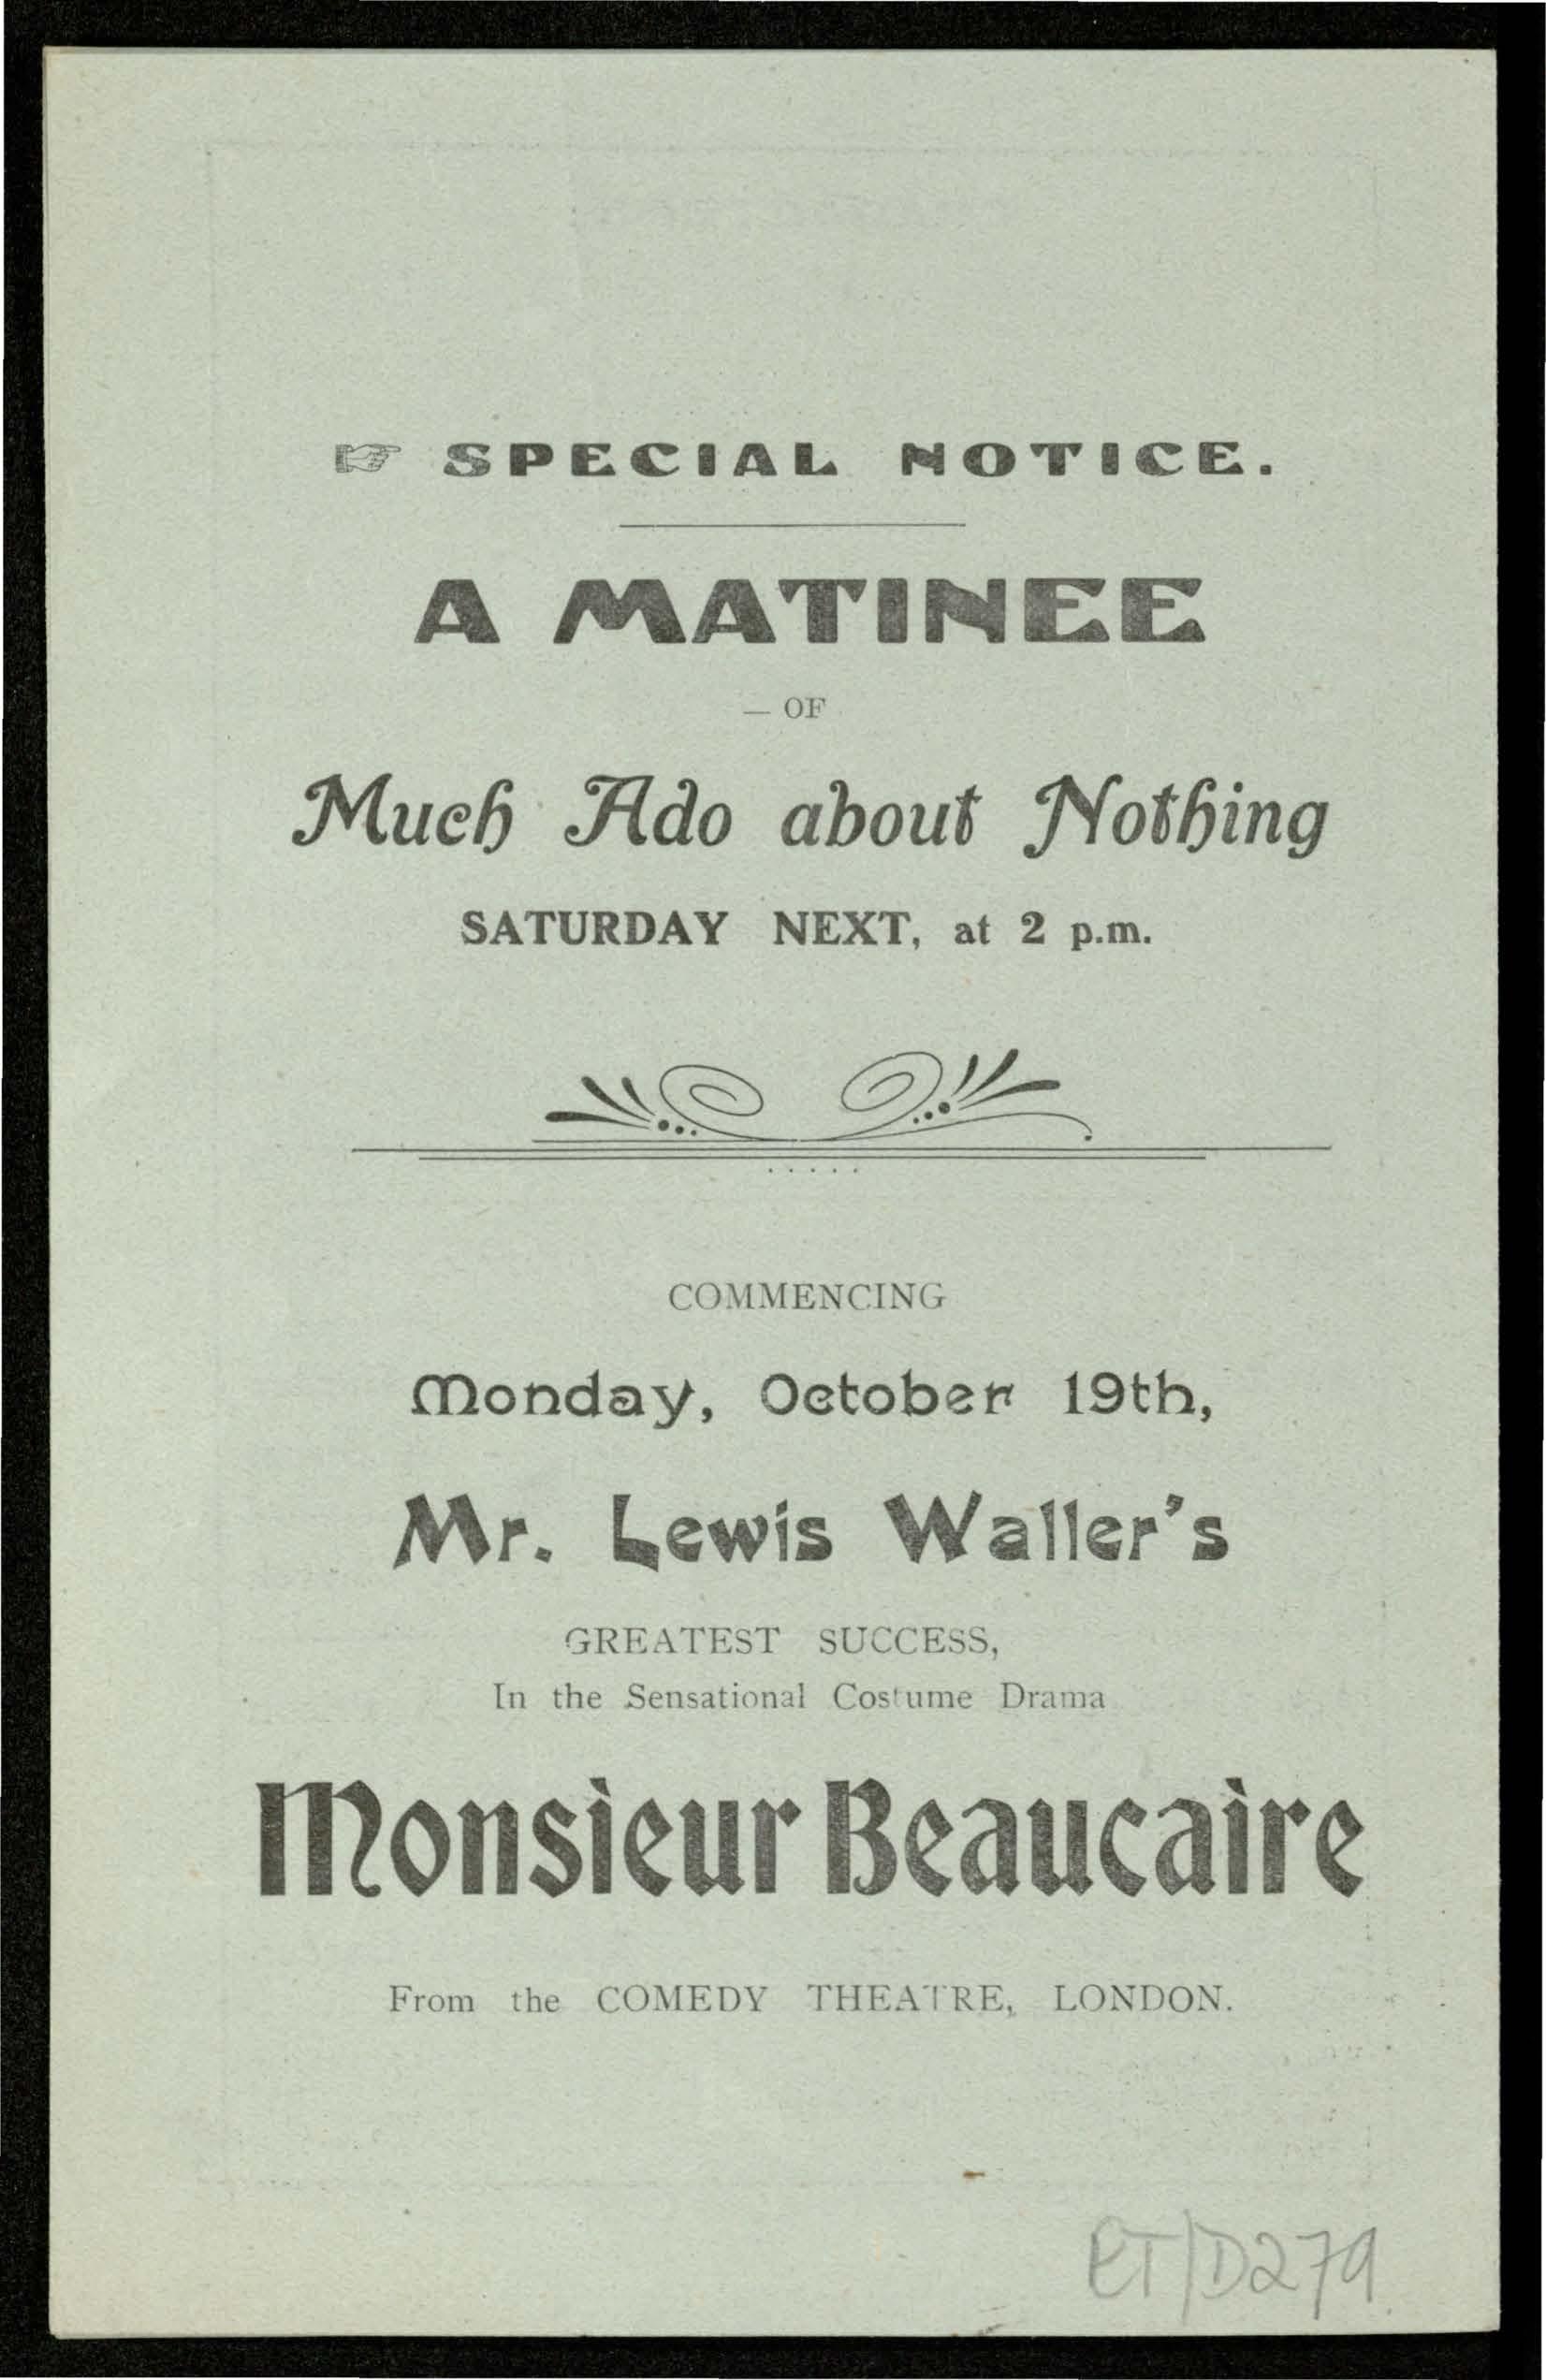 ☞ SPECIAL NOTICE.
A MATINEE
— OF
Much Ado about Nothing
SATURDAY NEXT, at 2 p.m.
COMMENCING
Monday, October 19th,
Mr. Lewis Waller's
GREATEST SUCCESS,
In the Sensational Costume Drama
Monsieur Beaucaire
From the COMEDY THEATRE, LONDON.
ET/D279